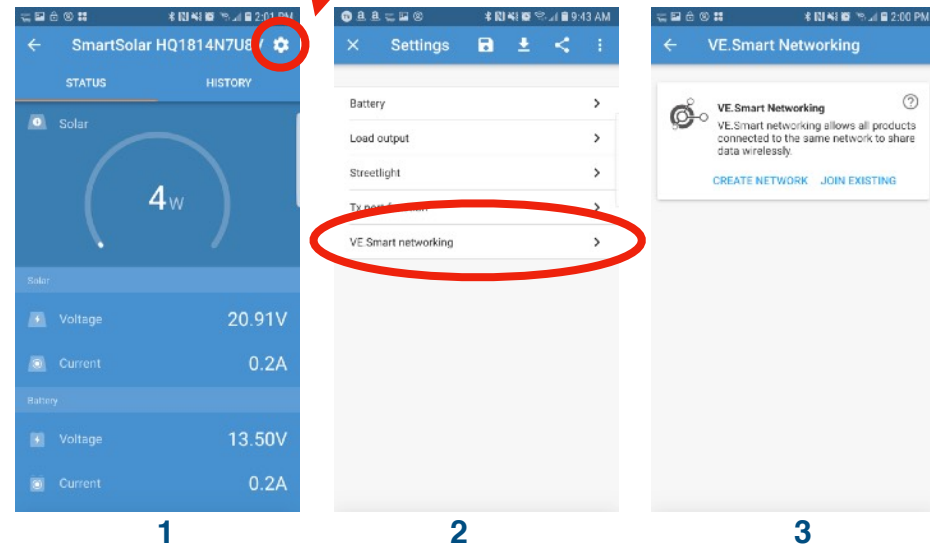 2:01 PM
SmartSolar HQ1814N7U8
STATUS
HISTORY
Solar
4W
Solar
Voltage
20.91V
Current
0.2A
Battery
Voltage
13.50V
Current
0.2A
1
9:43 AM
Settings
Battery
Load output
Streetlight
Tx port
VE.Smart networking
2
2:00 PM
VE.Smart Networking
VE.Smart Networking
VE.Smart networking allows all products
connected to the same network to share
data wirelessly.
CREATE NETWORK JOIN EXISTING
3